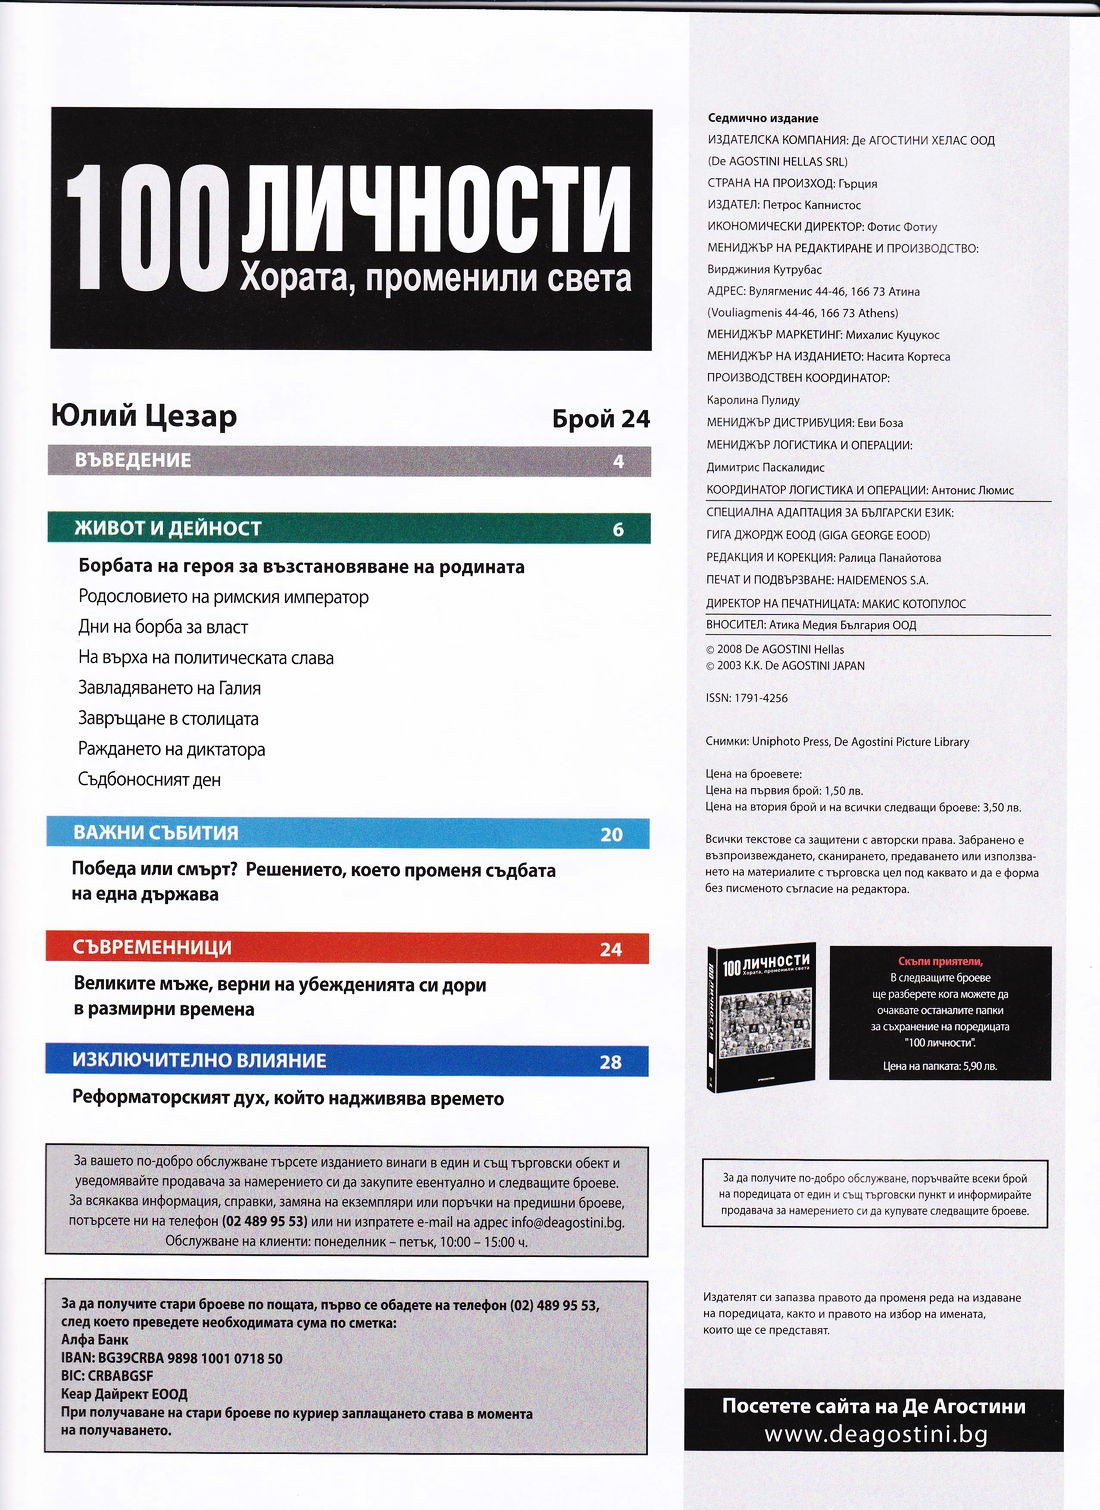 100 ЛИЧНОСТИ
Хората, променили света
Юлий Цезар
Брой 24
ВЪВЕДЕНИЕ 4
ЖИВОТ И ДЕЙНОСТ 6
Борбата на героя за възстановяване на родината
Родословието на римския император
Дни на борба за власт
На върха на политическата слава
Завладяването на Галия
Завръщане в столицата
Раждането на диктатора
Съдбоносният ден
ВАЖНИ СЪБИТИЯ 20
Победа или смърт? Решението, което променя съдбата
на една държава
СЪВРЕМЕННИЦИ 24
Великите мъже, верни на убежденията си дори
в размирни времена
ИЗКЛЮЧИТЕЛНО ВЛИЯНИЕ 28
Реформаторският дух, който надживява времето
За вашето по-добро обслужване търсете изданието винаги в един и същ търговски обект и
уведомявайте продавача за намерението си да закупите евентуално и следващите броеве.
За всякаква информация, справки, замяна на екземпляри или поръчки на предишни броеве,
потърсете ни на телефон (02 489 95 53) или ни изпратете e-mail на адрес info@deagostini.bg.
Обслужване на клиенти: понеделник – петък, 10:00 – 15:00 ч.
За да получите стари броеве по пощата, първо се обадете на телефон (02) 489 95 53,
след което преведете необходимата сума по сметка:
Алфа Банк
IBAN: BG39CRBA 9898 1001 0718 50
BIC: CRBABGSF
Кеар Дайрект ЕООД
При получаване на стари броеве по куриер заплащането става в момента
на получаването.
Седмично издание
ИЗДАТЕЛСКА КОМПАНИЯ: Де АГОСТИНИ ХЕЛАС ООД
(De AGOSTINI HELLAS SRL)
СТРАНА НА ПРОИЗХОД: Гърция
ИЗДАТЕЛ: Петрос Капнистос
ИКОНОМИЧЕСКИ ДИРЕКТОР: Фотис Фотиу
МЕНИДЖЪР НА РЕДАКТИРАНЕ И ПРОИЗВОДСТВО:
Вирджиния Кутрубас
АДРЕС: Вулягменис 44-46, 166 73 Атина
(Vouliagmenis 44-46, 166 73 Athens)
МЕНИДЖЪР МАРКЕТИНГ: Михалис Куцукос
МЕНИДЖЪР НА ИЗДАНИЕТО: Насита Кортеса
ПРОИЗВОДСТВЕН КООРДИНАТОР:
Каролина Пулиду
МЕНИДЖЪР ДИСТРИБУЦИЯ: Еви Боза
МЕНИДЖЪР ЛОГИСТИКА И ОПЕРАЦИИ:
Димитрис Паскалидис
КООРДИНАТОР ЛОГИСТИКА И ОПЕРАЦИИ: Антонис Люмис
СПЕЦИАЛНА АДАПТАЦИЯ ЗА БЪЛГАРСКИ ЕЗИК:
ГИГА ДЖОРДЖ ЕООД (GIGA GEORGE EOOD)
РЕДАКЦИЯ И КОРЕКЦИЯ: Ралица Панайотова
ПЕЧАТ И ПОДВЪРЗВАНЕ: HAIDEMENOS S.A.
ДИРЕКТОР НА ПЕЧАТНИЦАТА: МАКИС КОТОПУЛОС
ВНОСИТЕЛ: Атика Медия България ООД
© 2008 De AGOSTINI Hellas
© 2003 K.K. De AGOSTINI JAPAN
ISSN: 1791-4256
Снимки: Uniphoto Press, De Agostini Picture Library
Цена на броевете:
Цена на първия брой: 1,50 лв.
Цена на втория брой и на всички следващи броеве: 3,50 лв.
Всички текстове са защитени с авторски права. Забранено е
възпроизвеждането, сканирането, предаването или използва-
нето на материалите с търговска цел под каквато и да е форма
без писменото съгласие на редактора.
100 ЛИЧНОСТИ
Хората, променили света
100 ЛИЧНОСТИ
Скъпи приятели,
В следващите броеве
ще разберете кога можете да
очаквате останалите папки
за съхранение на поредицата
"100 личности".
Цена на папката: 5,90 лв.
За да получите по-добро обслужване, поръчвайте всеки брой
на поредицата от един и същ търговски пункт и информирайте
продавача за намерението си да купувате следващите броеве.
Издателят си запазва правото да променя реда на издаване
на поредицата, както и правото на избор на имената,
които ще се представят.
Посетете сайта на Де Агостини
www.deagostini.bg